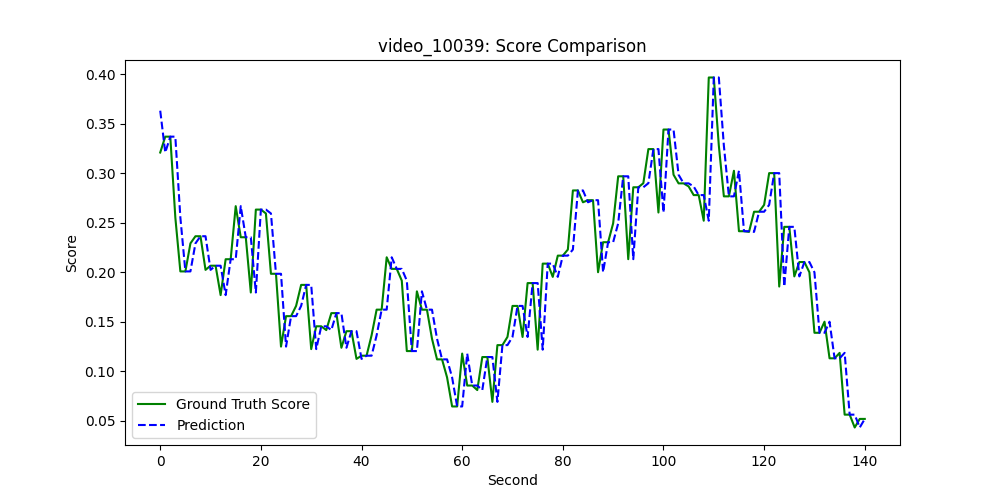 video_10039: Score Comparison
Score
0.40
0.35
0.30
0.25
0.20
0.15
0.10
0.05
Ground Truth Score
Prediction
0 20 40 60 80 100 120 140
Second